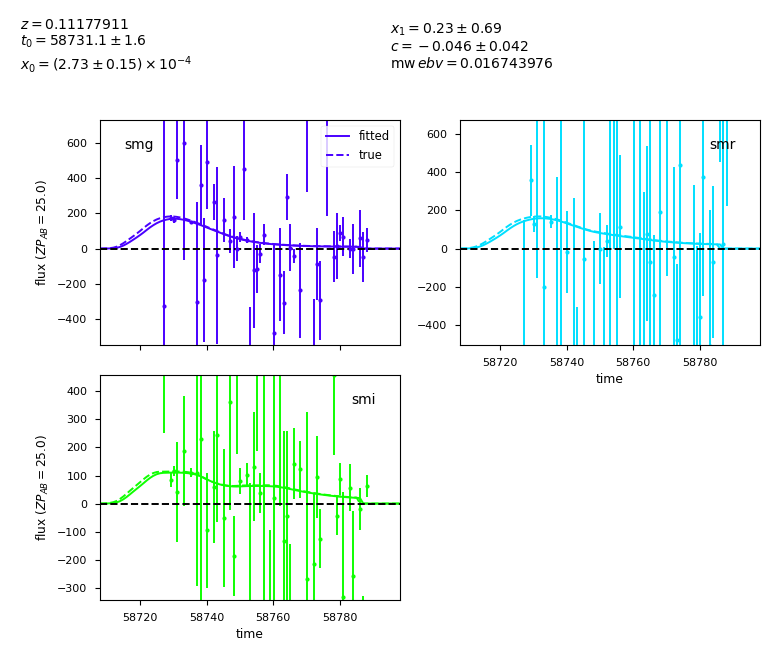 z = 0.11177911
t₀ = 58731.1 ± 1.6
x₀ = (2.73 ± 0.15) × 10⁻⁴
x₁ = 0.23 ± 0.69
c = −0.046 ± 0.042
mw ebv = 0.016743976
smg
fitted
true
600
400
200
0
−200
−400
flux (ZP_AB = 25.0)
smr
600
400
200
0
−200
−400
58720 58740 58760 58780
time
smi
400
300
200
100
0
−100
−200
−300
flux (ZP_AB = 25.0)
58720 58740 58760 58780
time